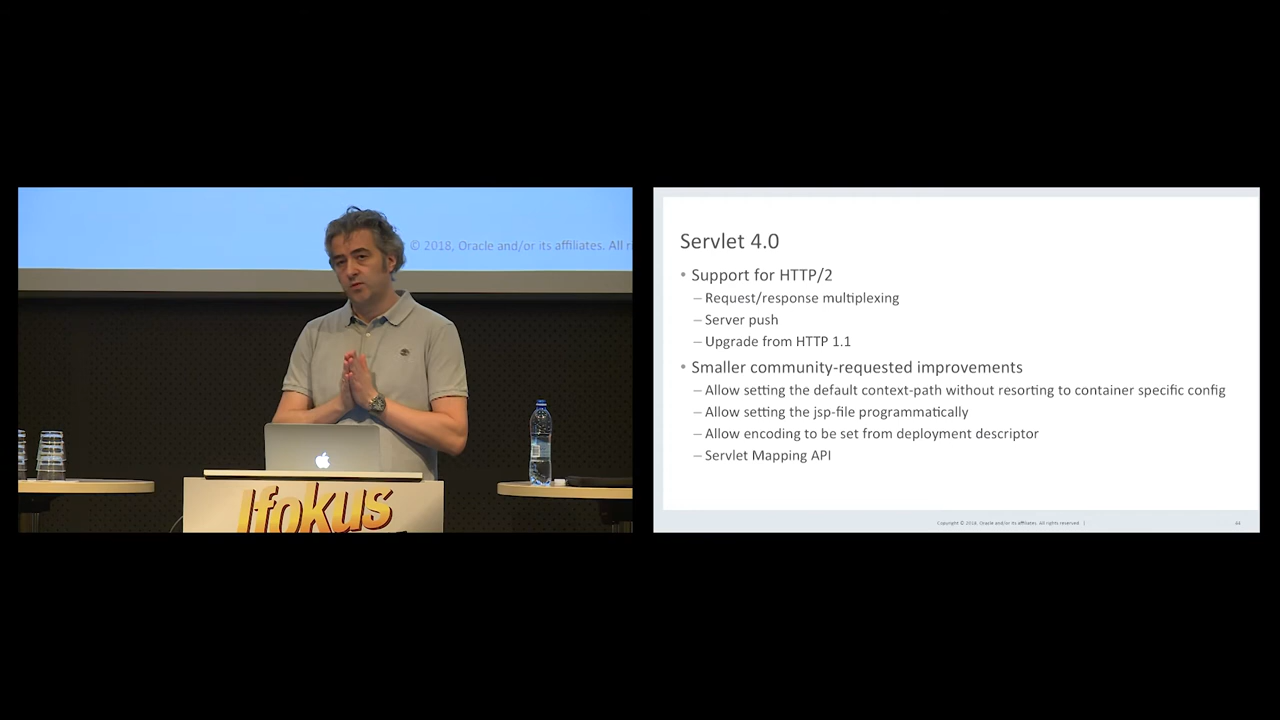 © 2018, Oracle and/or its affiliates. All ri
Jfokus
Servlet 4.0
• Support for HTTP/2
– Request/response multiplexing
– Server push
– Upgrade from HTTP 1.1
• Smaller community-requested improvements
– Allow setting the default context-path without resorting to container specific config
– Allow setting the jsp-file programmatically
– Allow encoding to be set from deployment descriptor
– Servlet Mapping API
Copyright © 2018, Oracle and/or its affiliates. All rights reserved. |
44